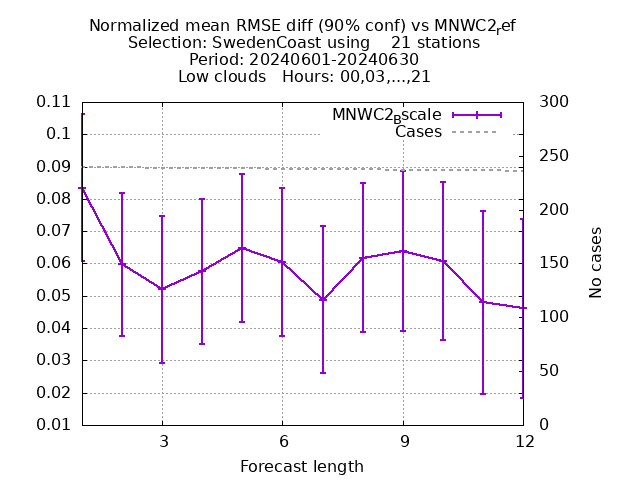 Normalized mean RMSE diff (90% conf) vs MNWC2ref
Selection: SwedenCoast using 21 stations
Period: 20240601-20240630
Low clouds Hours: 00,03,...,21
MNWC2Bscale
Cases
0.11
0.1
0.09
0.08
0.07
0.06
0.05
0.04
0.03
0.02
0.01
300
250
200
150
100
50
0
No cases
3
6
9
12
Forecast length